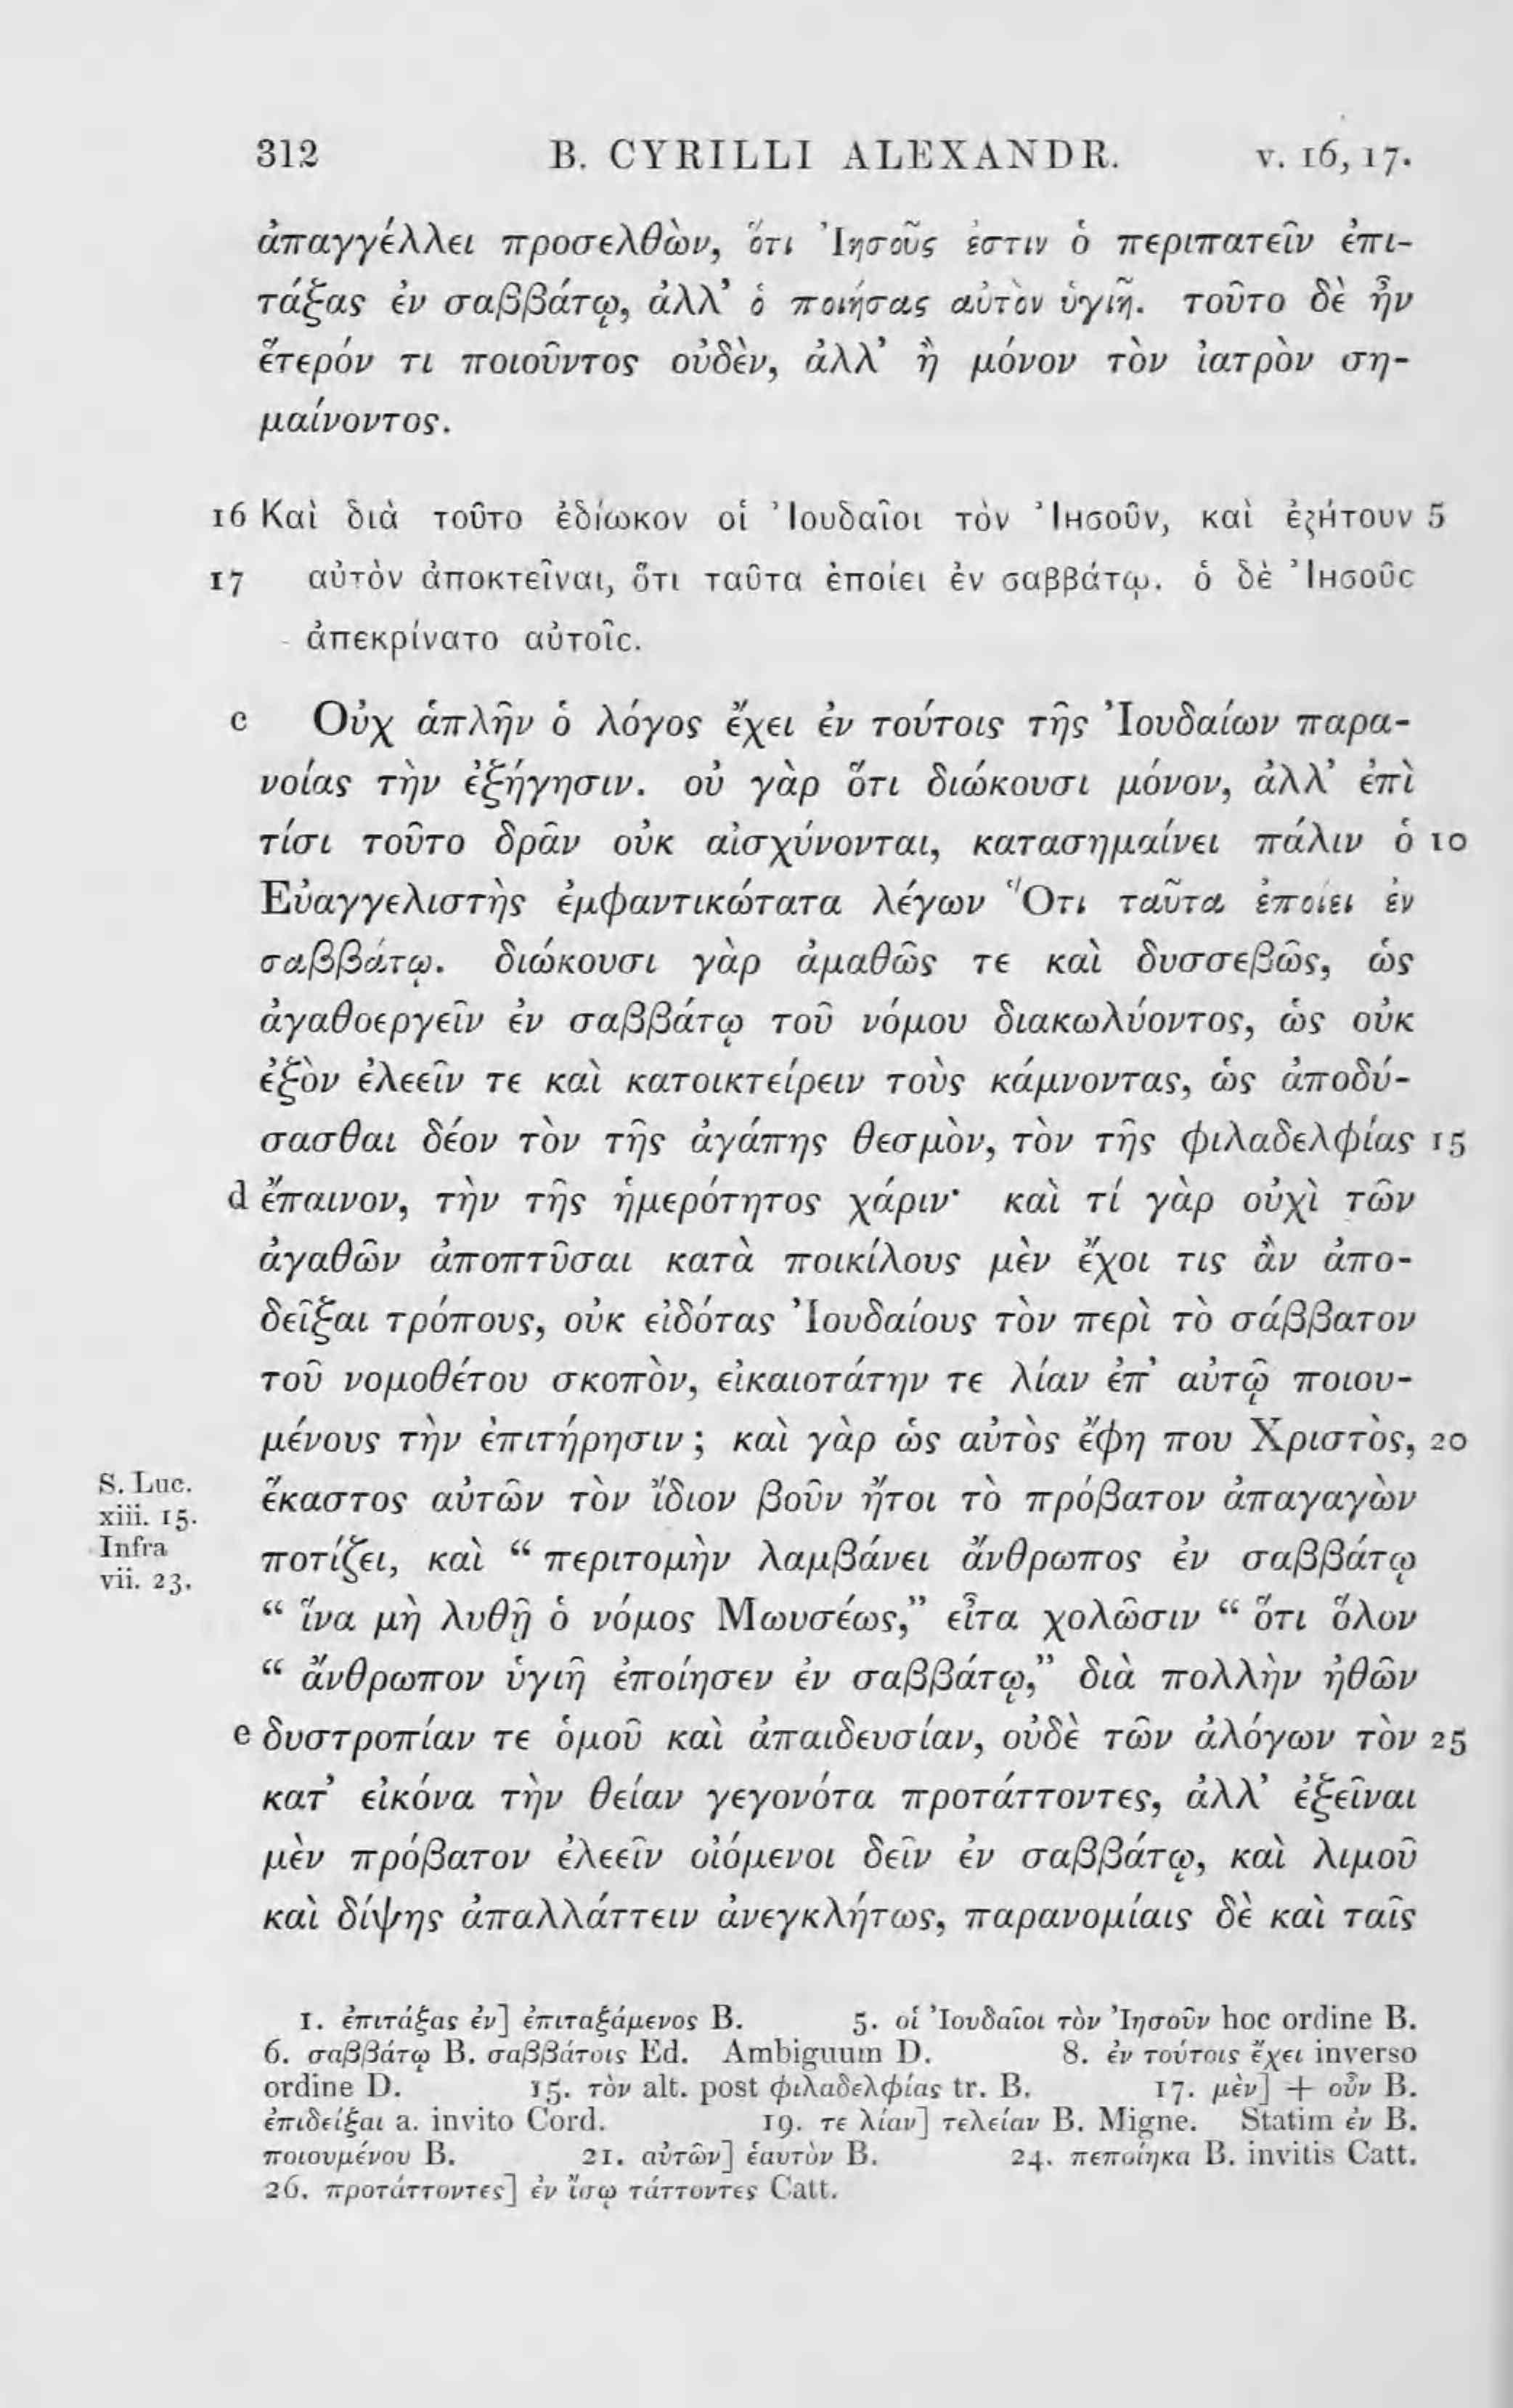 312 B. CYRILLI ALEXANDR. v. 16, 17.
ἀπαγγέλλει προσελθὼν, ὅτι Ἰησοῦς ἐστιν ὁ περιπατεῖν ἐπι-
τάξας ἐν σαββάτῳ, ἀλλ’ ὁ ποιήσας αὐτὸν ὑγιῆ. τοῦτο δὲ ἦν
ἕτερόν τι ποιοῦντος οὐδὲν, ἀλλ’ ἢ μόνον τὸν ἰατρὸν ση-
μαίνοντος.
16 Καὶ διὰ τοῦτο ἐδίωκον οἱ Ἰουδαῖοι τὸν Ἰησοῦν, καὶ ἐζήτουν 5
17 αὐτὸν ἀποκτεῖναι, ὅτι ταῦτα ἐποίει ἐν σαββάτῳ. ὁ δὲ Ἰησοῦς
ἀπεκρίνατο αὐτοῖς.
c Οὐχ ἁπλῆν ὁ λόγος ἔχει ἐν τούτοις τῆς Ἰουδαίων παρα-
νοίας τὴν ἐξήγησιν. οὐ γὰρ ὅτι διώκουσι μόνον, ἀλλ’ ἐπὶ
τίσι τοῦτο δρᾶν οὐκ αἰσχύνονται, κατασημαίνει πάλιν ὁ 10
Εὐαγγελιστὴς ἐμφαντικώτατα λέγων Ὅτι ταῦτα ἐποίει ἐν
σαββάτῳ. διώκουσι γὰρ ἀμαθῶς τε καὶ δυσσεβῶς, ὡς
ἀγαθοεργεῖν ἐν σαββάτῳ τοῦ νόμου διακωλύοντος, ὡς οὐκ
ἐξὸν ἐλεεῖν τε καὶ κατοικτείρειν τοὺς κάμνοντας, ὡς ἀποδύ-
σασθαι δέον τὸν τῆς ἀγάπης θεσμὸν, τὸν τῆς φιλαδελφίας 15
d ἔπαινον, τὴν τῆς ἡμερότητος χάριν· καὶ τί γὰρ οὐχὶ τῶν
ἀγαθῶν ἀποπτῦσαι κατὰ ποικίλους μὲν ἔχοι τις ἂν ἀπο-
δεῖξαι τρόπους, οὐκ εἰδότας Ἰουδαίους τὸν περὶ τὸ σάββατον
τοῦ νομοθέτου σκοπὸν, εἰκαιοτάτην τε λίαν ἐπ’ αὐτῷ ποιου-
μένους τὴν ἐπιτήρησιν; καὶ γὰρ ὡς αὐτὸς ἔφη που Χριστὸς, 20
S. Luc.
xiii. 15.
Infra
vii. 23.
ἕκαστος αὐτῶν τὸν ἴδιον βοῦν ἤτοι τὸ πρόβατον ἀπαγαγὼν
ποτίζει, καὶ “ περιτομὴν λαμβάνει ἄνθρωπος ἐν σαββάτῳ
“ ἵνα μὴ λυθῇ ὁ νόμος Μωυσέως,” εἶτα χολῶσιν “ ὅτι ὅλον
“ ἄνθρωπον ὑγιῆ ἐποίησεν ἐν σαββάτῳ,” διὰ πολλὴν ἠθῶν
e δυστροπίαν τε ὁμοῦ καὶ ἀπαιδευσίαν, οὐδὲ τῶν ἀλόγων τὸν 25
κατ’ εἰκόνα τὴν θείαν γεγονότα προτάττοντες, ἀλλ’ ἐξεῖναι
μὲν πρόβατον ἐλεεῖν οἰόμενοι δεῖν ἐν σαββάτῳ, καὶ λιμοῦ
καὶ δίψης ἀπαλλάττειν ἀνεγκλήτως, παρανομίαις δὲ καὶ ταῖς
1. ἐπιτάξας ἐν] ἐπιταξάμενος B. 5. οἱ Ἰουδαῖοι τὸν Ἰησοῦν hoc ordine B.
6. σαββάτῳ B. σαββάτοις Ed. Ambiguum D. 8. ἐν τούτοις ἔχει inverso
ordine D. 15. τὸν alt. post φιλαδελφίας tr. B. 17. μὲν] + οὖν B.
ἐπιδείξαι a. invito Cord. 19. τε λίαν] τελείαν B. Migne. Statim ἐν B.
ποιουμένου B. 21. αὐτῶν] ἑαυτὸν B. 24. πεποίηκα B. invitis Catt.
26. προτάττοντες] ἐν ἴσῳ τάττοντες Catt.